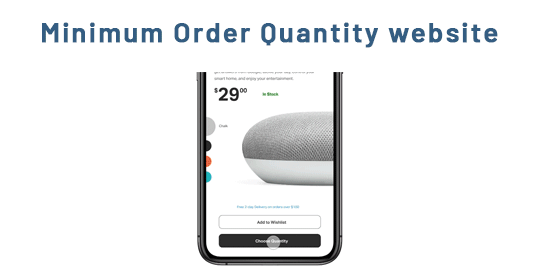 Minimum Order Quantity website
smart home, and enjoy your entertainment.
$29.00
In Stock
Chalk
Free 2-day Delivery on orders over $100
Add to Wishlist
Choose Quantity